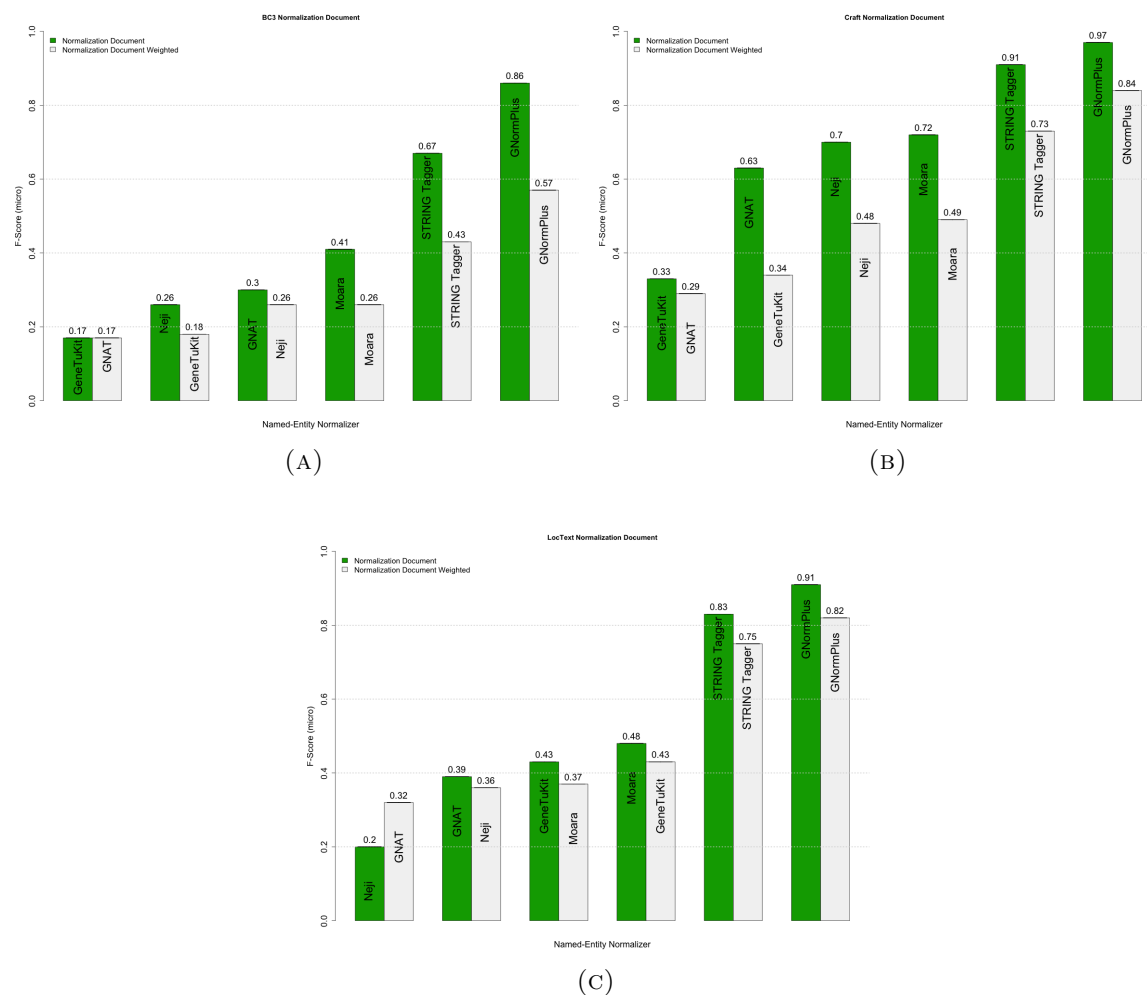 BC3 Normalization Document
Normalization Document
Normalization Document Weighted
F-Score (micro)
0.0 0.2 0.4 0.6 0.8 1.0
0.17 0.17 0.26 0.18 0.3 0.26 0.41 0.26 0.67 0.43 0.86 0.57
GeneTuKit GNAT Neji GeneTuKit GNAT Neji Moara Moara STRING Tagger STRING Tagger GNormPlus GNormPlus
Named-Entity Normalizer
(A)
Craft Normalization Document
Normalization Document
Normalization Document Weighted
F-Score (micro)
0.0 0.2 0.4 0.6 0.8 1.0
0.33 0.29 0.63 0.34 0.7 0.48 0.72 0.49 0.91 0.73 0.97 0.84
GeneTuKit GNAT GNAT GeneTuKit Neji Neji Moara Moara STRING Tagger STRING Tagger GNormPlus GNormPlus
Named-Entity Normalizer
(B)
LocText Normalization Document
Normalization Document
Normalization Document Weighted
F-Score (micro)
0.0 0.2 0.4 0.6 0.8 1.0
0.2 0.32 0.39 0.36 0.43 0.37 0.48 0.43 0.83 0.75 0.91 0.82
Neji GNAT GNAT Neji GeneTuKit Moara Moara GeneTuKit STRING Tagger STRING Tagger GNormPlus GNormPlus
Named-Entity Normalizer
(C)